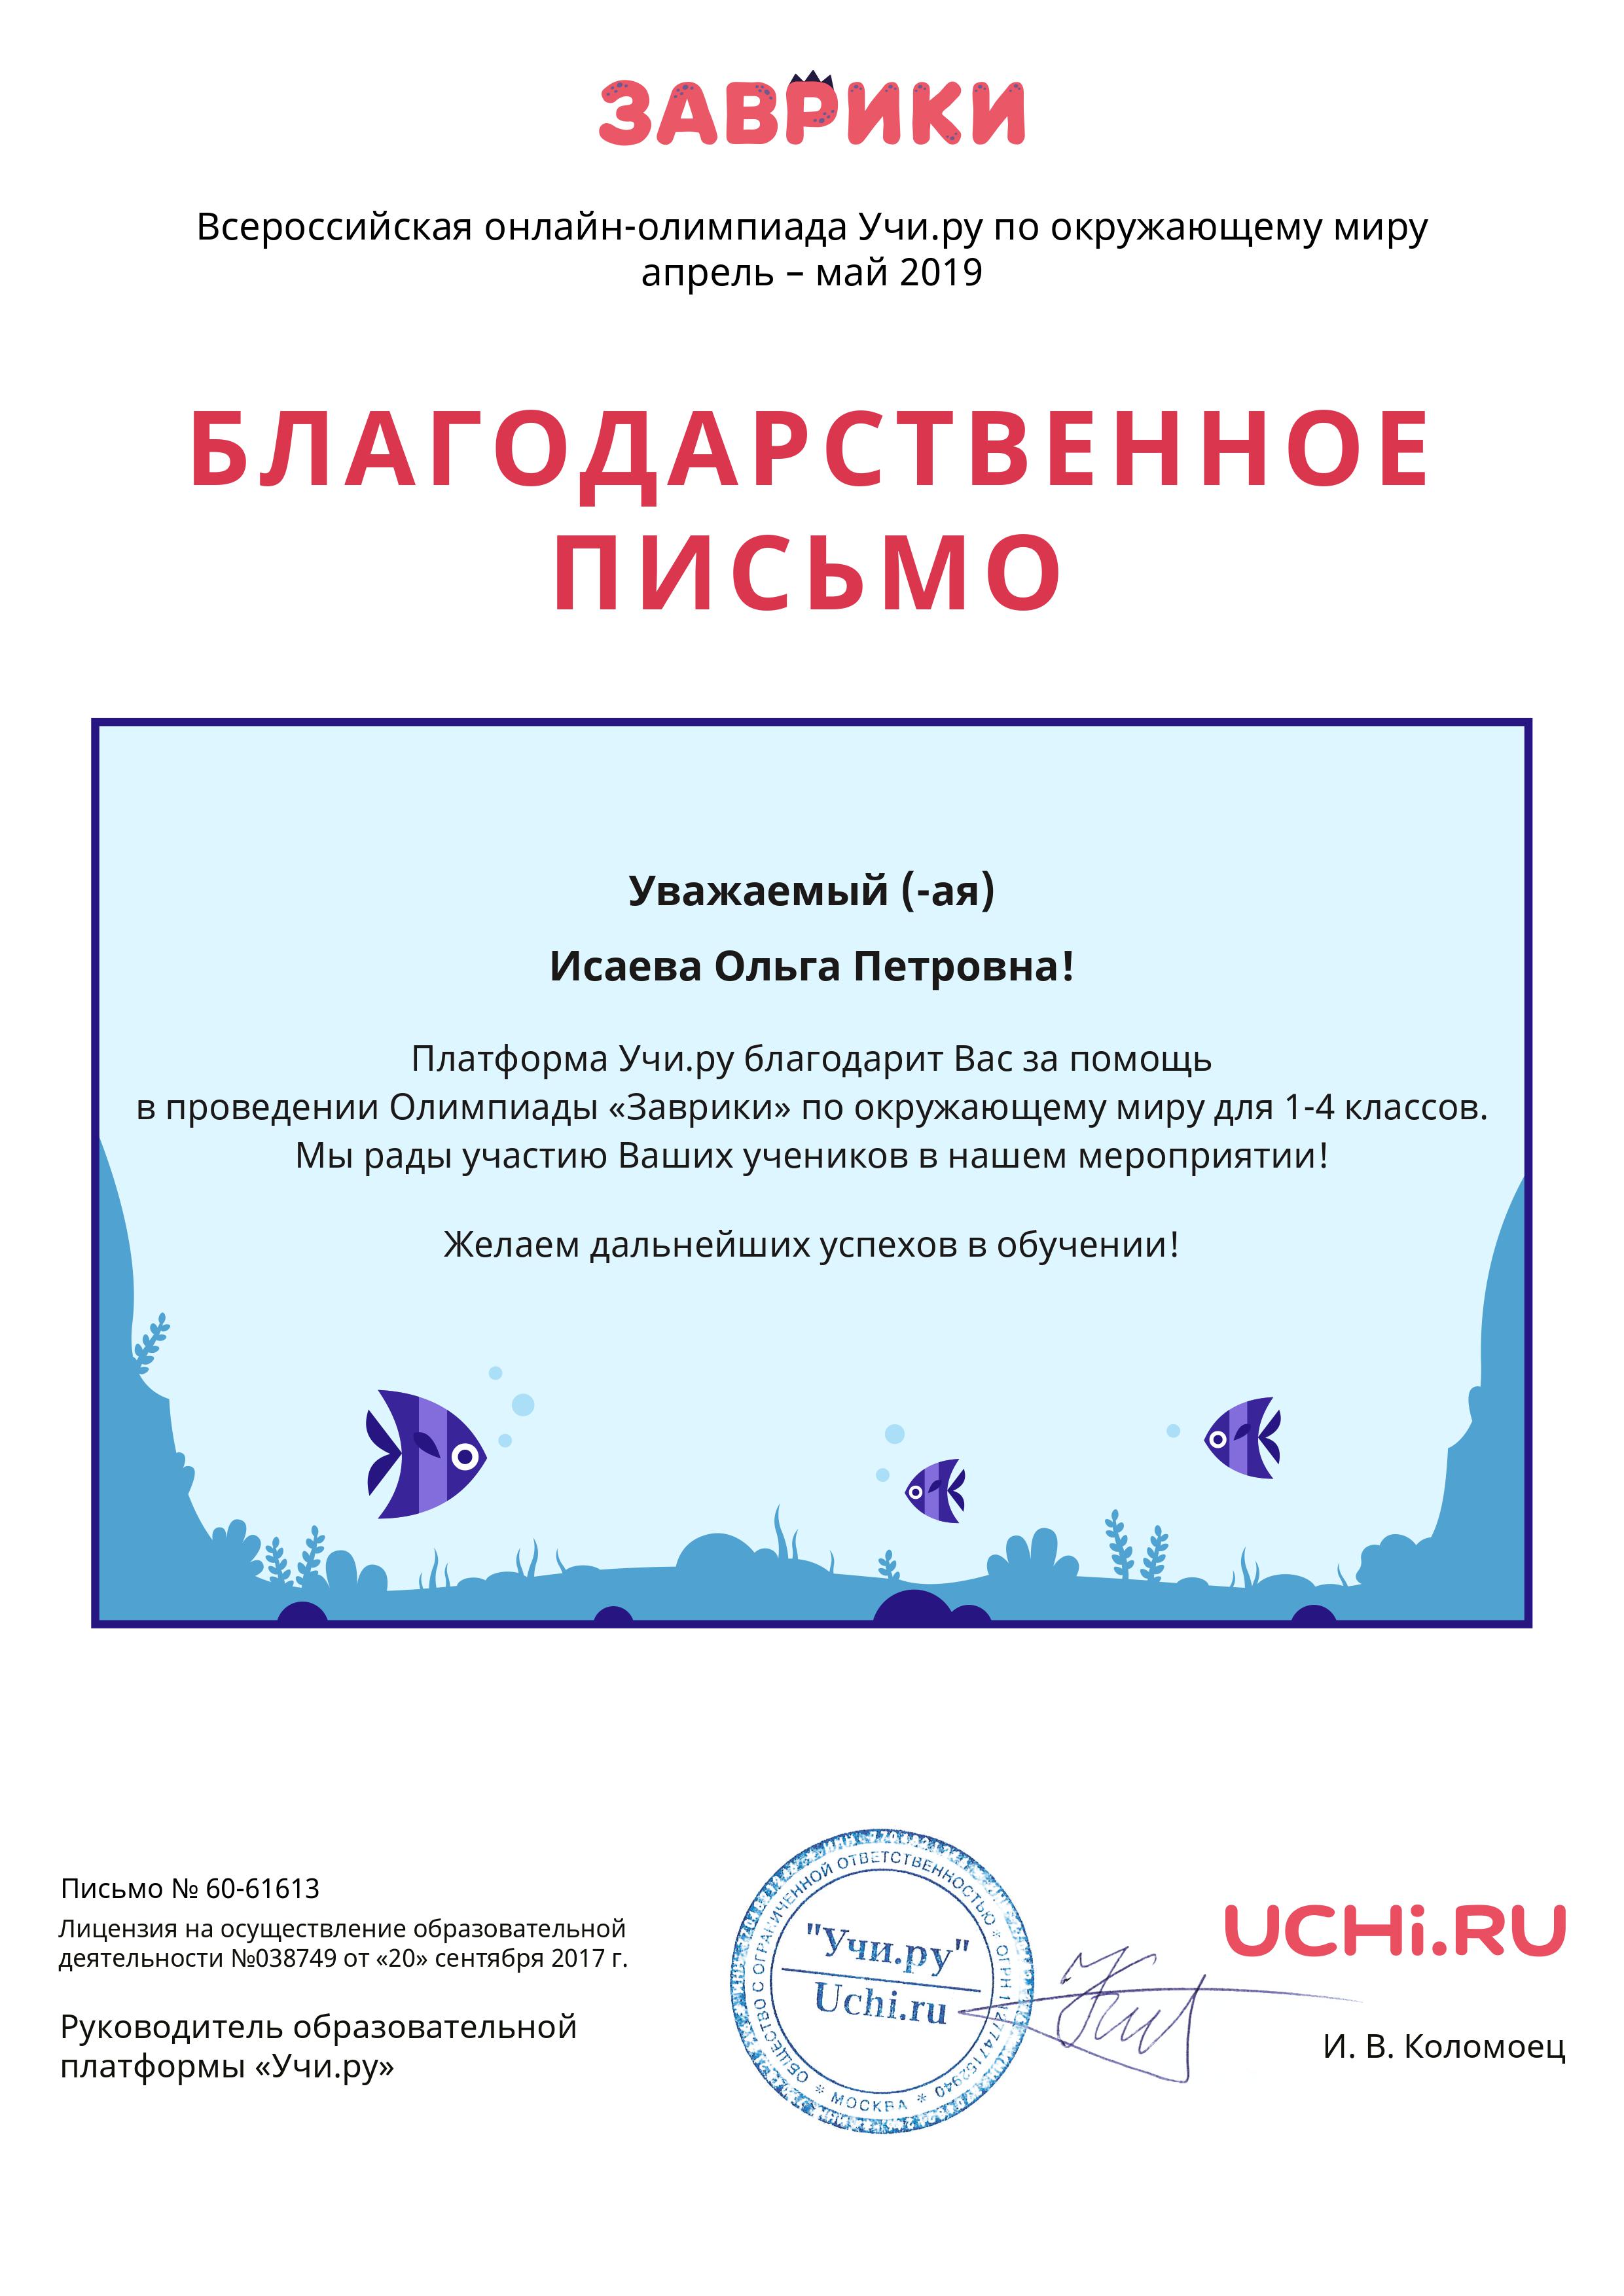 ЗАВРИКИ
Всероссийская онлайн-олимпиада Учи.ру по окружающему миру
апрель – май 2019
БЛАГОДАРСТВЕННОЕ
ПИСЬМО
Уважаемый (-ая)
Исаева Ольга Петровна!
Платформа Учи.ру благодарит Вас за помощь
в проведении Олимпиады «Заврики» по окружающему миру для 1-4 классов.
Мы рады участию Ваших учеников в нашем мероприятии!
Желаем дальнейших успехов в обучении!
Письмо № 60-61613
Лицензия на осуществление образовательной
деятельности №038749 от «20» сентября 2017 г.
Руководитель образовательной
платформы «Учи.ру»
ОБЩЕСТВО С ОГРАНИЧЕННОЙ ОТВЕТСТВЕННОСТЬЮ * ОГРН
* МОСКВА *
"Учи.ру"
Uchi.ru
UCHi.RU
И. В. Коломоец